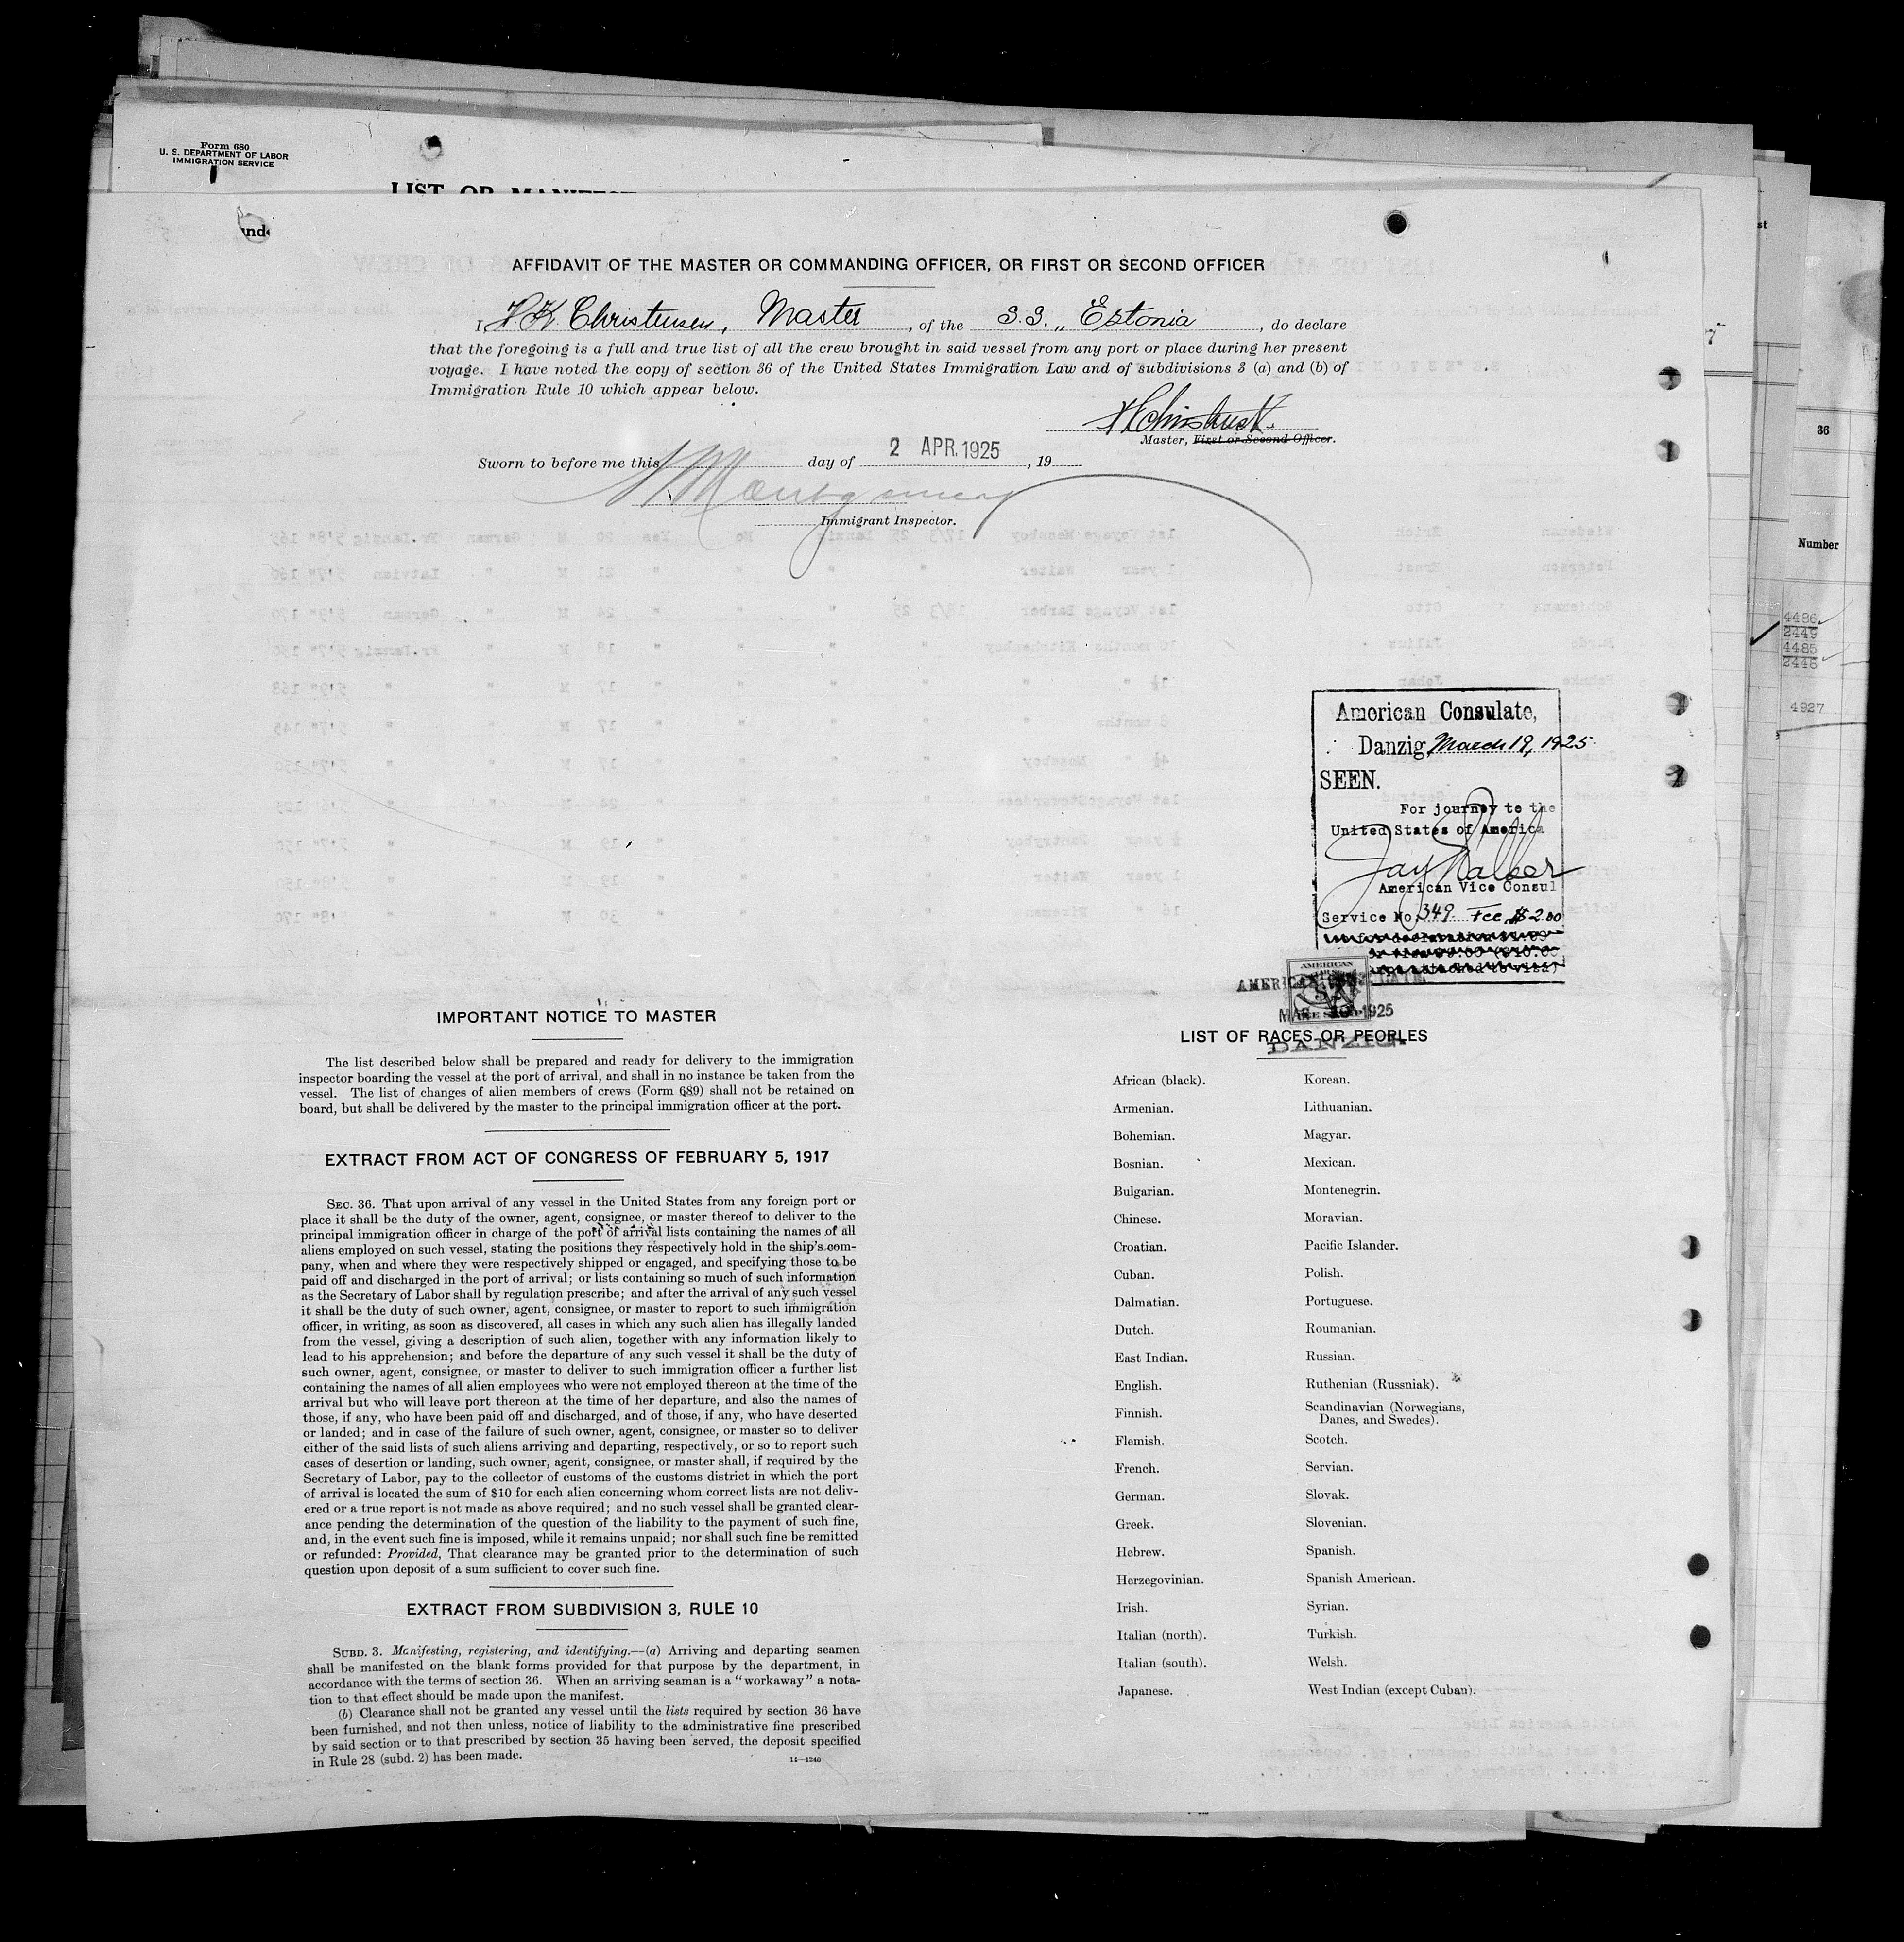 Form 680
U. S. DEPARTMENT OF LABOR
IMMIGRATION SERVICE
LIST OR MANIFEST
AFFIDAVIT OF THE MASTER OR COMMANDING OFFICER, OR FIRST OR SECOND OFFICER
I H K Christensen, Master, of the S.S. „Estonia, do declare
that the foregoing is a full and true list of all the crew brought in said vessel from any port or place during her present
voyage. I have noted the copy of section 36 of the United States Immigration Law and of subdivisions 3 (a) and (b) of
Immigration Rule 10 which appear below.
Master, First or Second Officer.
Sworn to before me this day of 2 APR. 1925, 19
Montgomery
Immigrant Inspector.
36
Number
4486
2449
4485
2448
4927
American Consulate,
Danzig, March 19, 1925.
SEEN.
For journey to the
United States of America
Jay Walker
American Vice Consul
Service No. 349 Fee $2.00
AMERICAN
MAR 19 1925
DANZIG.
IMPORTANT NOTICE TO MASTER
The list described below shall be prepared and ready for delivery to the immigration
inspector boarding the vessel at the port of arrival, and shall in no instance be taken from the
vessel. The list of changes of alien members of crews (Form 689) shall not be retained on
board, but shall be delivered by the master to the principal immigration officer at the port.
EXTRACT FROM ACT OF CONGRESS OF FEBRUARY 5, 1917
SEC. 36. That upon arrival of any vessel in the United States from any foreign port or
place it shall be the duty of the owner, agent, consignee, or master thereof to deliver to the
principal immigration officer in charge of the port of arrival lists containing the names of all
aliens employed on such vessel, stating the positions they respectively hold in the ship's com-
pany, when and where they were respectively shipped or engaged, and specifying those to be
paid off and discharged in the port of arrival; or lists containing so much of such information
as the Secretary of Labor shall by regulation prescribe; and after the arrival of any such vessel
it shall be the duty of such owner, agent, consignee, or master to report to such immigration
officer, in writing, as soon as discovered, all cases in which any such alien has illegally landed
from the vessel, giving a description of such alien, together with any information likely to
lead to his apprehension; and before the departure of any such vessel it shall be the duty of
such owner, agent, consignee, or master to deliver to such immigration officer a further list
containing the names of all alien employees who were not employed thereon at the time of the
arrival but who will leave port thereon at the time of her departure, and also the names of
those, if any, who have been paid off and discharged, and of those, if any, who have deserted
or landed; and in case of the failure of such owner, agent, consignee, or master so to deliver
either of the said lists of such aliens arriving and departing, respectively, or so to report such
cases of desertion or landing, such owner, agent, consignee, or master shall, if required by the
Secretary of Labor, pay to the collector of customs of the customs district in which the port
of arrival is located the sum of $10 for each alien concerning whom correct lists are not deliv-
ered or a true report is not made as above required; and no such vessel shall be granted clear-
ance pending the determination of the question of the liability to the payment of such fine,
and, in the event such fine is imposed, while it remains unpaid; nor shall such fine be remitted
or refunded: Provided, That clearance may be granted prior to the determination of such
question upon deposit of a sum sufficient to cover such fine.
EXTRACT FROM SUBDIVISION 3, RULE 10
SUBD. 3. Manifesting, registering, and identifying.—(a) Arriving and departing seamen
shall be manifested on the blank forms provided for that purpose by the department, in
accordance with the terms of section 36. When an arriving seaman is a "workaway" a nota-
tion to that effect should be made upon the manifest.
(b) Clearance shall not be granted any vessel until the lists required by section 36 have
been furnished, and not then unless, notice of liability to the administrative fine prescribed
by said section or to that prescribed by section 35 having been served, the deposit specified
in Rule 28 (subd. 2) has been made.
14—1240
LIST OF RACES OR PEOPLES
African (black).
Armenian.
Bohemian.
Bosnian.
Bulgarian.
Chinese.
Croatian.
Cuban.
Dalmatian.
Dutch.
East Indian.
English.
Finnish.
Flemish.
French.
German.
Greek.
Hebrew.
Herzegovinian.
Irish.
Italian (north).
Italian (south).
Japanese.
Korean.
Lithuanian.
Magyar.
Mexican.
Montenegrin.
Moravian.
Pacific Islander.
Polish.
Portuguese.
Roumanian.
Russian.
Ruthenian (Russniak).
Scandinavian (Norwegians,
Danes, and Swedes).
Scotch.
Servian.
Slovak.
Slovenian.
Spanish.
Spanish American.
Syrian.
Turkish.
Welsh.
West Indian (except Cuban).